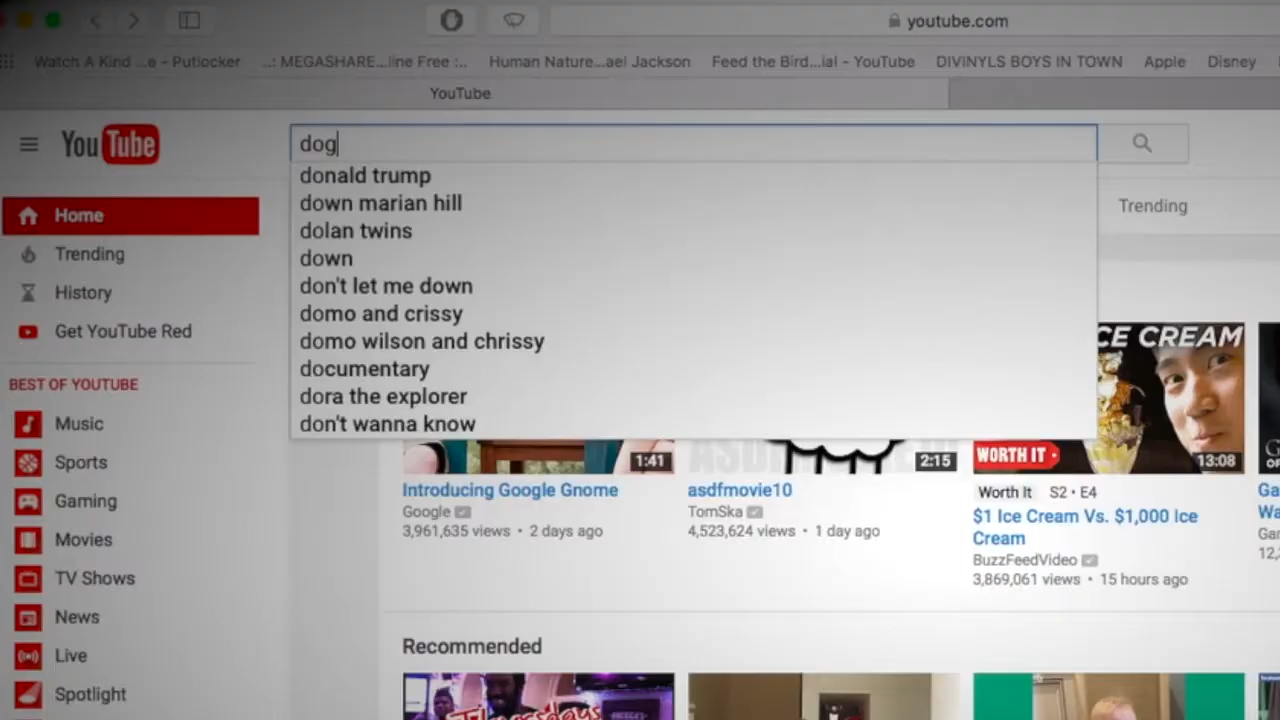 youtube.com
Watch A Kind ...e - Putlocker
...: MEGASHARE...line Free :..
Human Nature...ael Jackson
Feed the Bird...ial - YouTube
DIVINYLS BOYS IN TOWN
Apple
Disney
YouTube
YouTube
dog
Home
donald trump
down marian hill
dolan twins
down
don't let me down
domo and crissy
domo wilson and chrissy
documentary
dora the explorer
don't wanna know
Trending
Trending
History
Get YouTube Red
BEST OF YOUTUBE
Music
Sports
Gaming
Movies
TV Shows
News
Live
Spotlight
1:41
Introducing Google Gnome
Google
3,961,635 views • 2 days ago
2:15
asdfmovie10
TomSka
4,523,624 views • 1 day ago
CE CREAM
WORTH IT
13:08
Worth It S2 • E4
$1 Ice Cream Vs. $1,000 Ice
Cream
BuzzFeedVideo
3,869,061 views • 15 hours ago
Ga
Wa
Gar
12,
Recommended